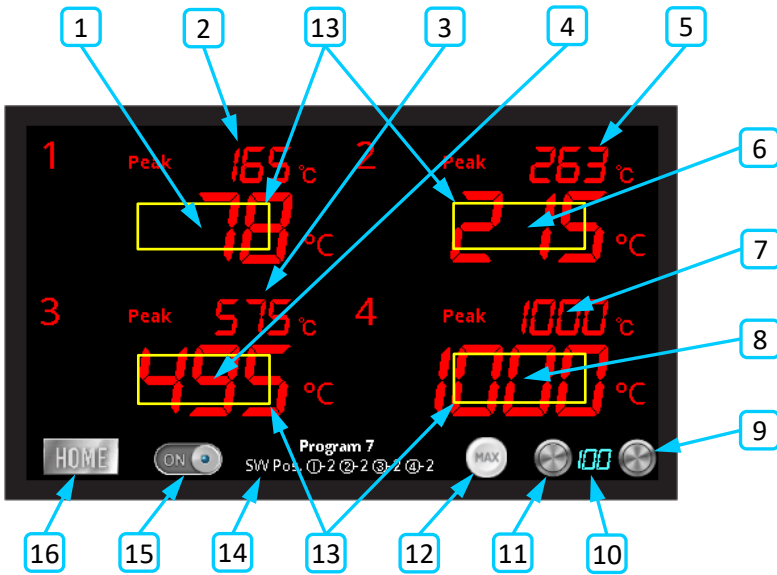 1 2 13 3 4 5
1 Peak 165 °C 2 Peak 263 °C 6
78 °C 215 °C
7
3 Peak 575 °C 4 Peak 1000 °C
495 °C 1000 °C 8
9
HOME ON Program 7 MAX 100
SW Pos. ①-2 ②-2 ③-2 ④-2
16 15 14 13 12 11 10